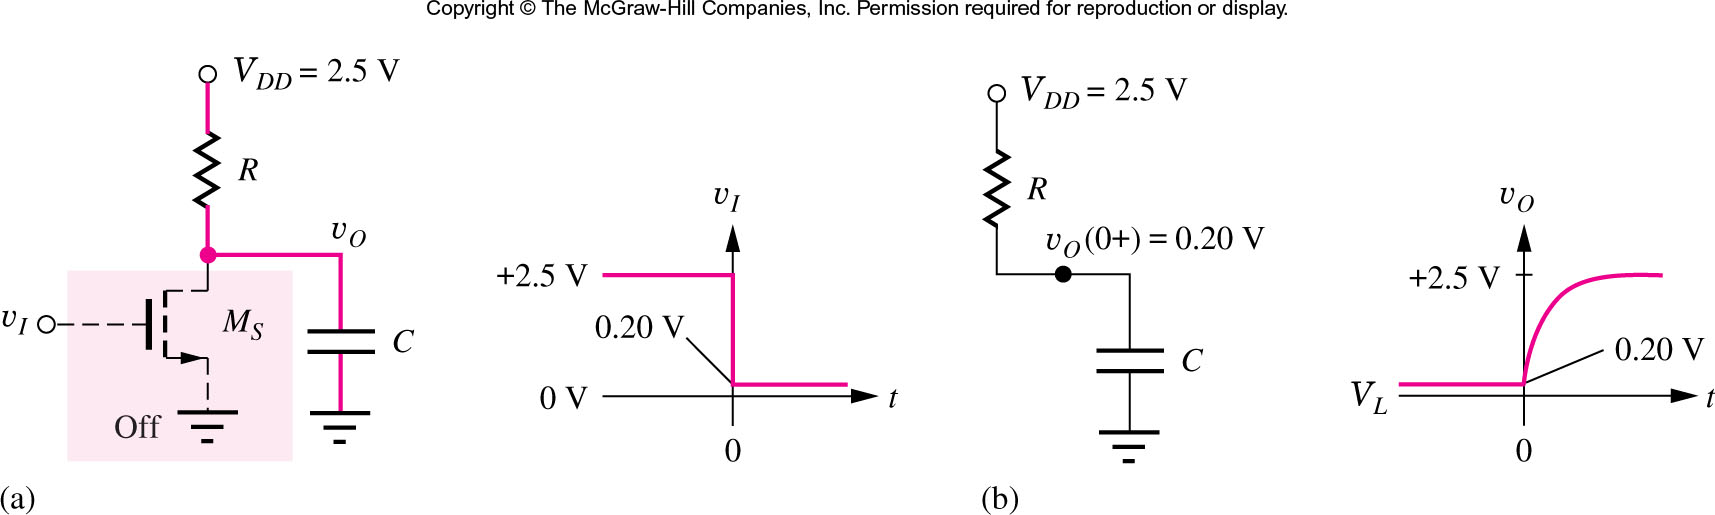 Copyright © The McGraw-Hill Companies, Inc. Permission required for reproduction or display.
V_DD = 2.5 V
R
v_O
v_I
M_S
C
Off
(a)
v_I
+2.5 V
0.20 V
0 V
t
0
V_DD = 2.5 V
R
v_O(0+) = 0.20 V
C
(b)
v_O
+2.5 V
0.20 V
V_L
t
0